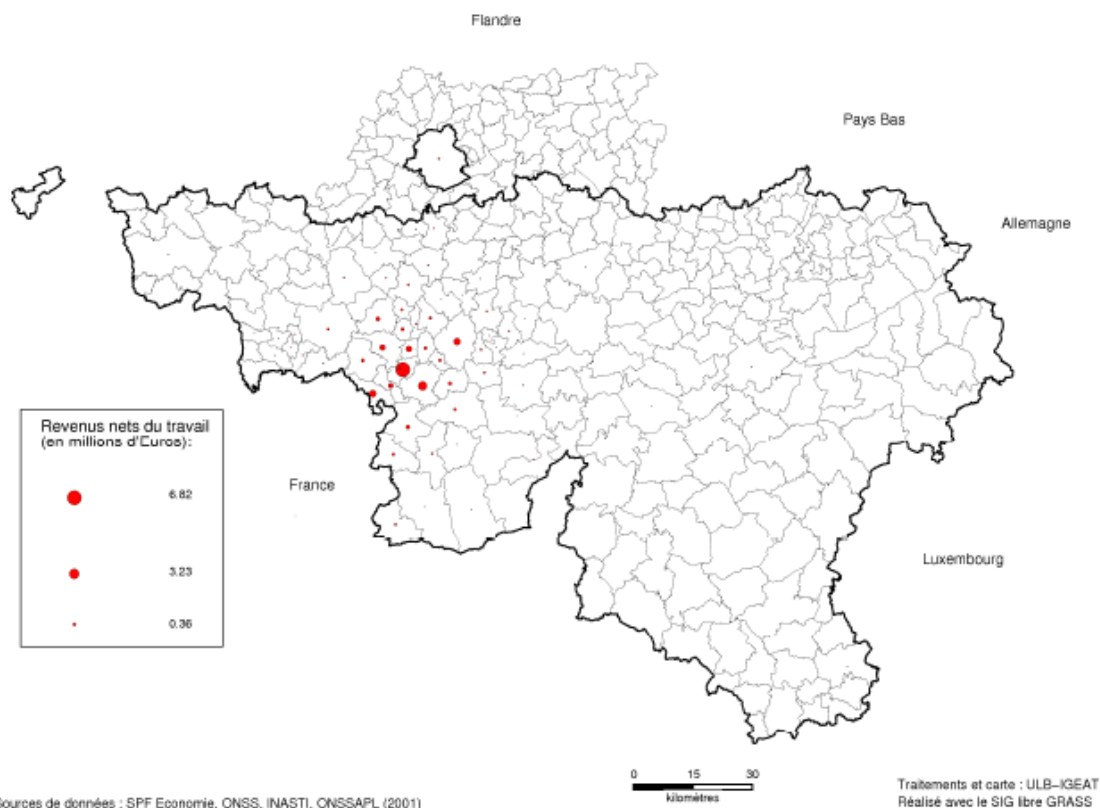 Flandre
Pays Bas
Allemagne
Revenus nets du travail
(en millions d'Euros):
6.82
3.23
0.36
France
Luxembourg
0 15 30
kilomètres
Sources de données : SPF Economie, ONSS, INASTI, ONSSAPL (2001)
Traitements et carte : ULB-IGEAT
Réalisé avec le SIG libre GRASS